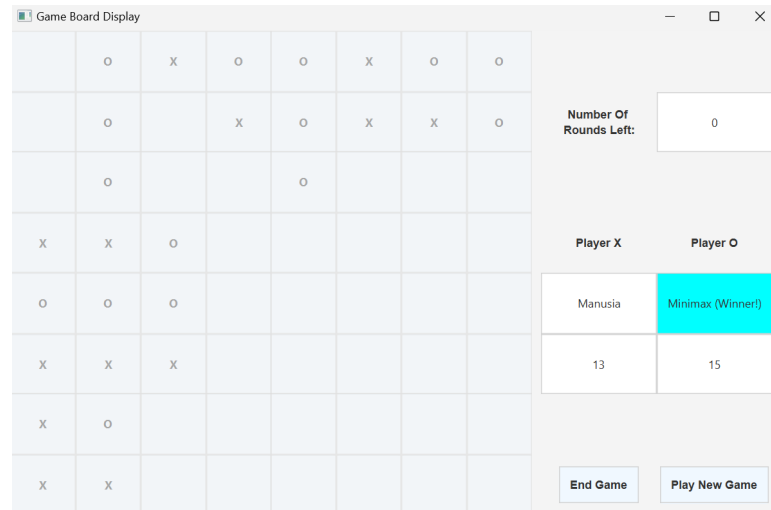 Game Board Display
O X O O X O O
O X O X X O
Number Of
Rounds Left:
0
O O
X X O
Player X Player O
O O O
Manusia Minimax (Winner!)
X X X
13 15
X O
X X
End Game Play New Game